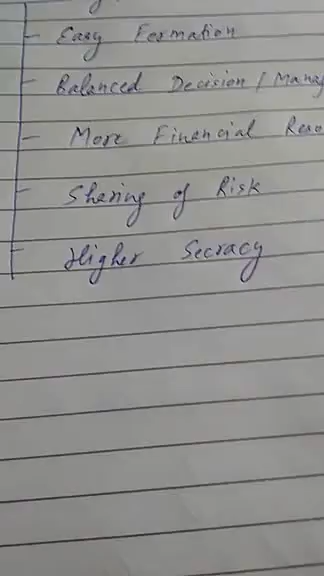 - Easy Formation
- Balanced Decision /
- More Financial
- Sharing of Risk
- Higher Secracy